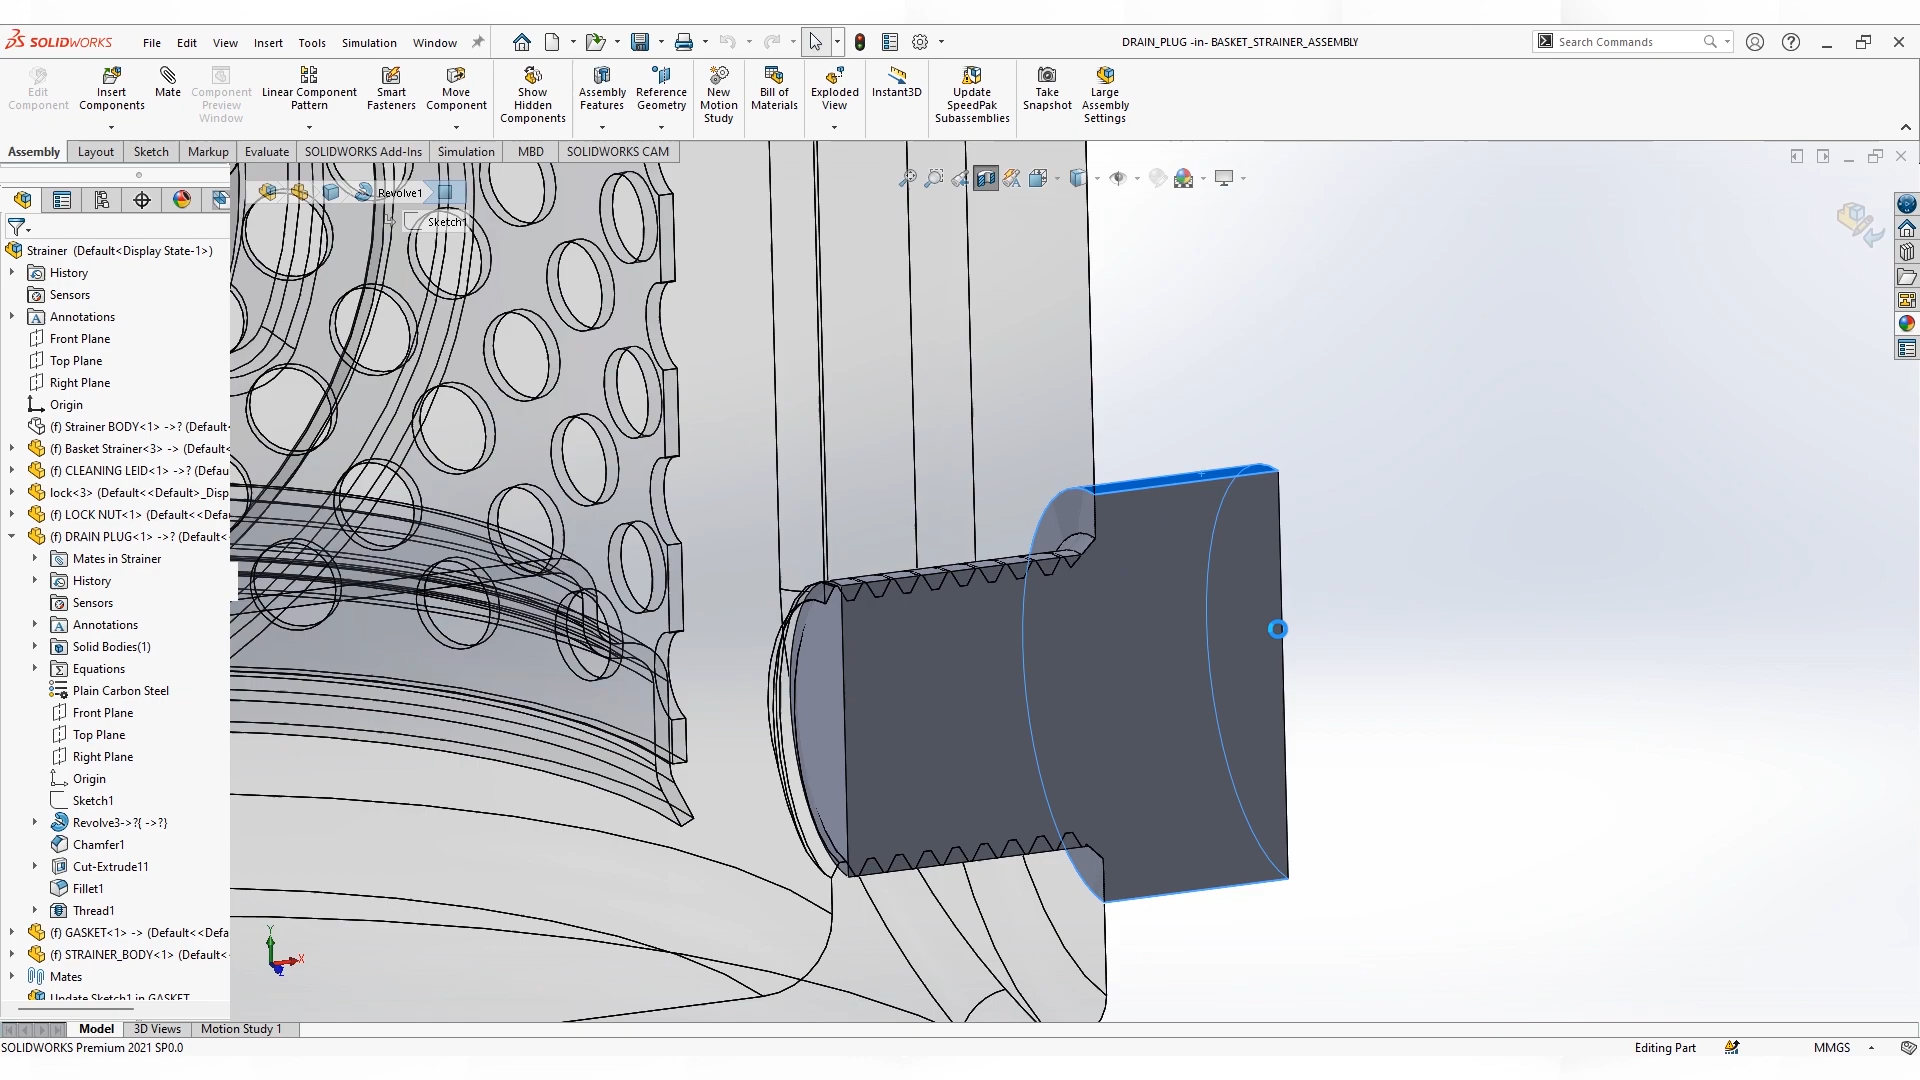 SOLIDWORKS File Edit View Insert Tools Simulation Window DRAIN_PLUG -in- BASKET_STRAINER_ASSEMBLY Search Commands
Edit Component
Insert Components
Mate
Component Preview Window
Linear Component Pattern
Smart Fasteners
Move Component
Show Hidden Components
Assembly Features
Reference Geometry
New Motion Study
Bill of Materials
Exploded View
Instant3D
Update SpeedPak Subassemblies
Take Snapshot
Large Assembly Settings
Assembly Layout Sketch Markup Evaluate SOLIDWORKS Add-Ins Simulation MBD SOLIDWORKS CAM
Revolve1
Sketch1
Strainer (Default<Display State-1>)
History
Sensors
Annotations
Front Plane
Top Plane
Right Plane
Origin
(f) Strainer BODY<1> ->? (Default
(f) Basket Strainer<3> -> (Default<
(f) CLEANING LEID<1> ->? (Defau
lock<3> (Default<<Default>_Disp
(f) LOCK NUT<1> (Default<<Defa
(f) DRAIN PLUG<1> ->? (Default<
Mates in Strainer
History
Sensors
Annotations
Solid Bodies(1)
Equations
Plain Carbon Steel
Front Plane
Top Plane
Right Plane
Origin
Sketch1
Revolve3->?{ ->?}
Chamfer1
Cut-Extrude11
Fillet1
Thread1
(f) GASKET<1> -> (Default<<Defa
(f) STRAINER_BODY<1> (Default<
Mates
Update Sketch1 in GASKET
Y
X
Z
Model 3D Views Motion Study 1
SOLIDWORKS Premium 2021 SP0.0 Editing Part MMGS